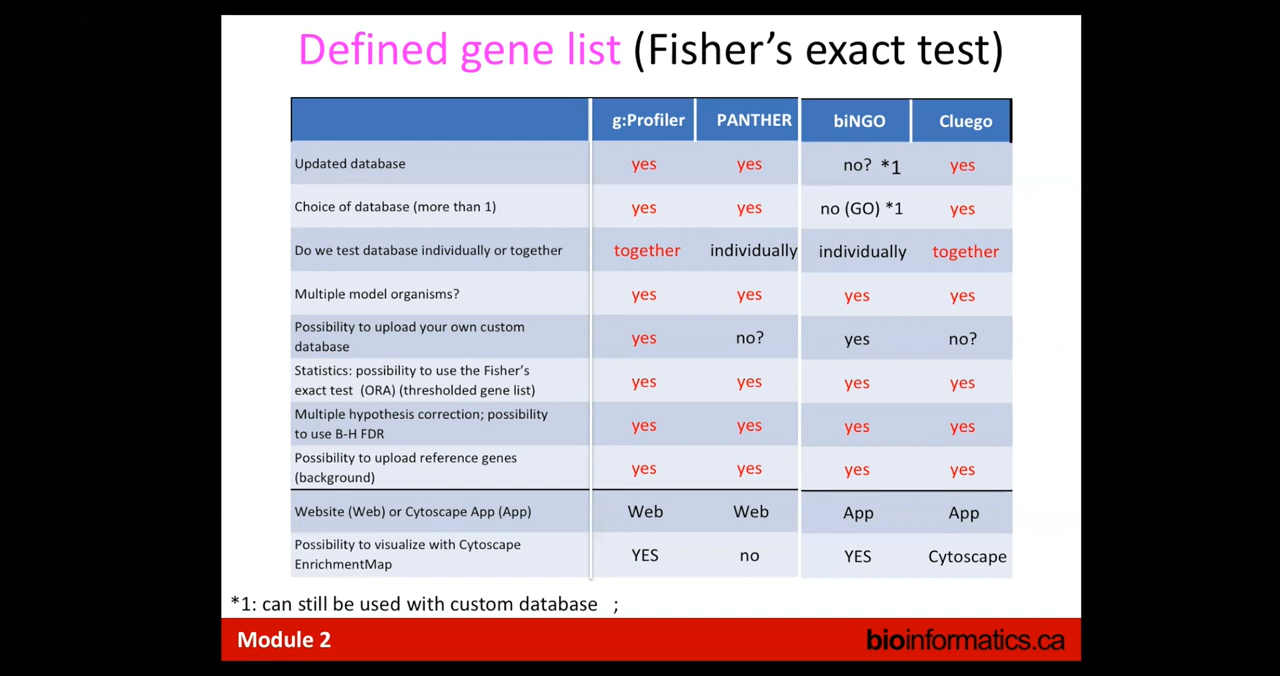 Defined gene list (Fisher's exact test)
g:Profiler PANTHER biNGO Cluego
Updated database yes yes no? *1 yes
Choice of database (more than 1) yes yes no (GO) *1 yes
Do we test database individually or together together individually individually together
Multiple model organisms? yes yes yes yes
Possibility to upload your own custom
database yes no? yes no?
Statistics: possibility to use the Fisher's
exact test (ORA) (thresholded gene list) yes yes yes yes
Multiple hypothesis correction; possibility
to use B-H FDR yes yes yes yes
Possibility to upload reference genes
(background) yes yes yes yes
Website (Web) or Cytoscape App (App) Web Web App App
Possibility to visualize with Cytoscape
EnrichmentMap YES no YES Cytoscape
*1: can still be used with custom database ;
Module 2 bioinformatics.ca